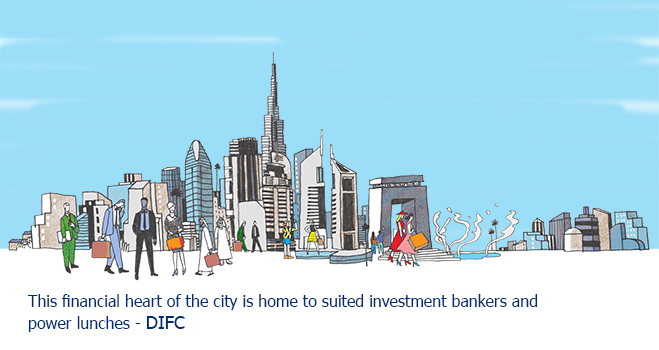 This financial heart of the city is home to suited investment bankers and
power lunches - DIFC